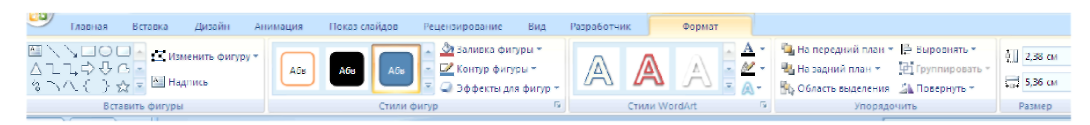 Главная Вставка Дизайн Анимация Показ слайдов Рецензирование Вид Разработчик Формат
Изменить фигуру
Надпись
Вставить фигуры
Абв Абв Абв
Заливка фигуры
Контур фигуры
Эффекты для фигур
Стили фигур
А А А
Стили WordArt
На передний план Выровнять
На задний план Группировать
Область выделения Повернуть
Упорядочить
2,38 см
5,36 см
Размер